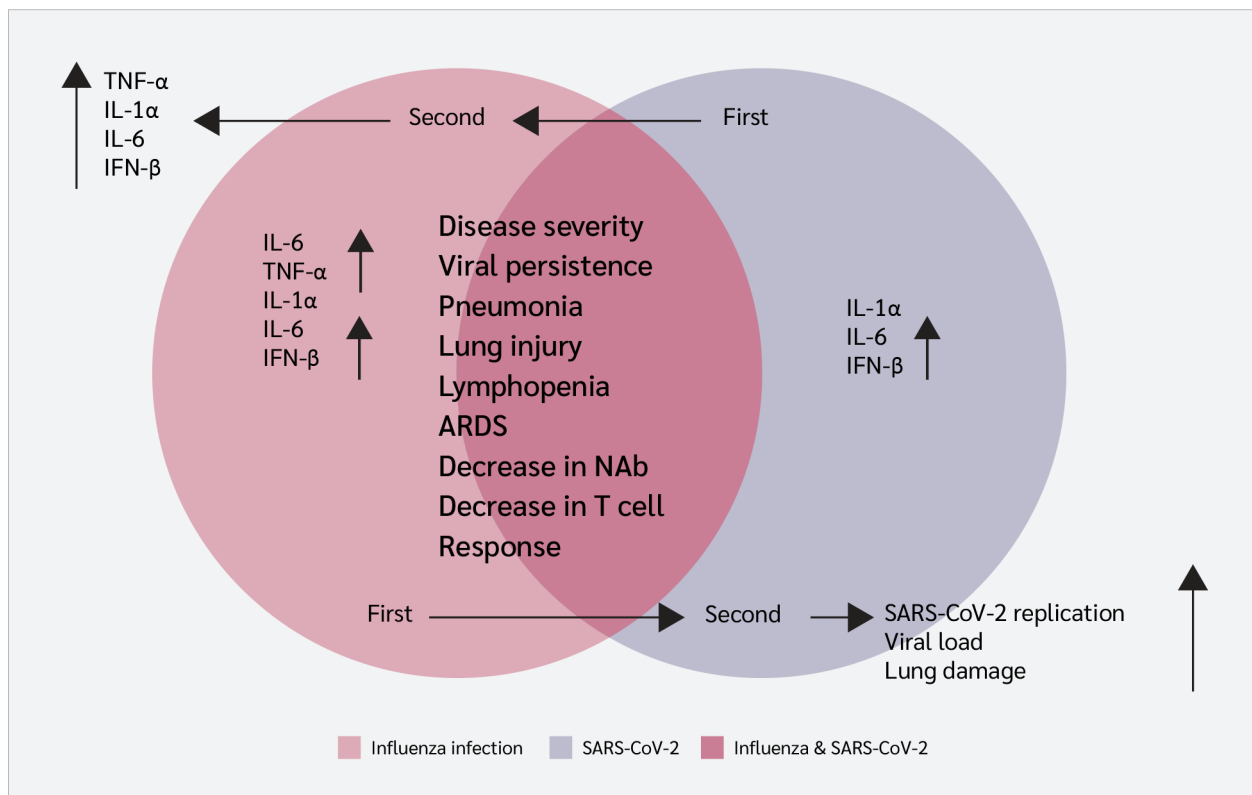 TNF-α
IL-1α
IL-6
IFN-β
Second
First
Disease severity
Viral persistence
Pneumonia
Lung injury
Lymphopenia
ARDS
Decrease in NAb
Decrease in T cell
Response
IL-6
TNF-α
IL-1α
IL-6
IFN-β
IL-1α
IL-6
IFN-β
First
Second
SARS-CoV-2 replication
Viral load
Lung damage
Influenza infection
SARS-CoV-2
Influenza & SARS-CoV-2